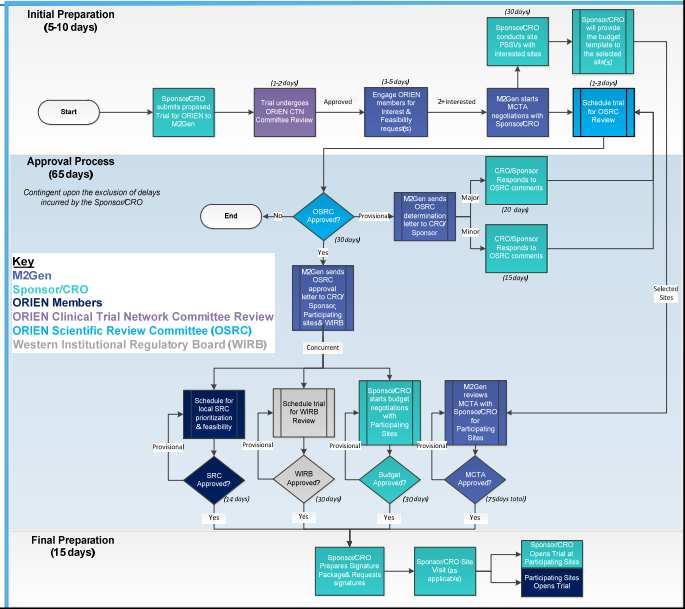 Initial Preparation
(5-10 days)
Start
Sponsor/CRO
submits proposed
Trial for ORIEN to
M2Gen
(1-2 days)
Trial undergoes
ORIEN CTN
Committee Review
Approved
(3-5 days)
Engage ORIEN
members for
Interest &
Feasibility
request(s)
2+ Interested
(30 days)
Sponsor/CRO
conducts site
PSSVs with
interested sites
Sponsor/CRO
will provide
the budget
template to
the selected
site(s)
M2Gen starts
MCTA
negotiations with
Sponsor/CRO
(1-3 days)
Schedule trial
for OSRC
Review
Approval Process
(65 days)
Contingent upon the exclusion of delays
incurred by the Sponsor/CRO
End
No
OSRC
Approved?
(30 days)
Provisional
M2Gen sends
OSRC
determination
letter to CRO/
Sponsor
Major
Minor
CRO/Sponsor
Responds to
OSRC comments
(20 days)
CRO/Sponsor
Responds to
OSRC comments
(15 days)
Yes
Key
M2Gen
Sponsor/CRO
ORIEN Members
ORIEN Clinical Trial Network Committee Review
ORIEN Scientific Review Committee (OSRC)
Western Institutional Regulatory Board (WIRB)
M2Gen sends
OSRC
approval
letter to CRO/
Sponsor,
Participating
sites& WIRB
Selected
Sites
Concurrent
Schedule for
local SRC
prioritization
& feasibility
Schedule trial
for WIRB
Review
Sponsor/CRO
starts budget
negotiations
with
Participating
Sites
M2Gen
reviews
MCTA with
Sponsor/CRO
for
Participating
Sites
Provisional
Provisional
Provisional
Provisional
SRC
Approved?
(14 days)
WIRB
Approved?
(30 days)
Budget
Approved?
(30 days)
MCTA
Approved?
(75 days total)
Yes
Yes
Yes
Yes
Final Preparation
(15 days)
Sponsor/CRO
Prepares Signature
Package& Requests
signatures
Sponsor/CRO Site
Visit (as
applicable)
Sponsor/CRO
Opens Trial at
Participating Sites
Participating Sites
Opens Trial